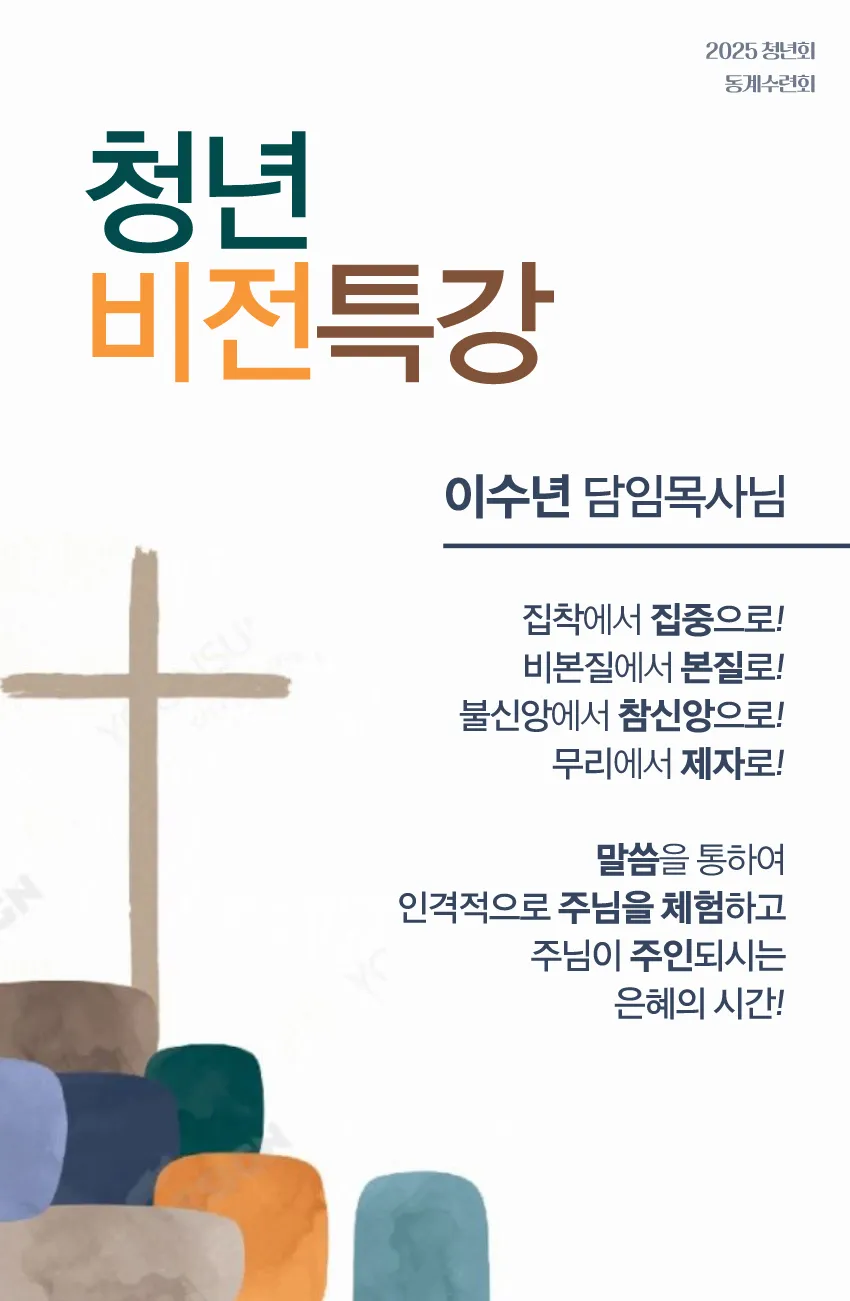 2025 청년회
동계수련회
청년
비전특강
이수년 담임목사님
집착에서 집중으로!
비본질에서 본질로!
불신앙에서 참신앙으로!
무리에서 제자로!
말씀을 통하여
인격적으로 주님을 체험하고
주님이 주인되시는
은혜의 시간!